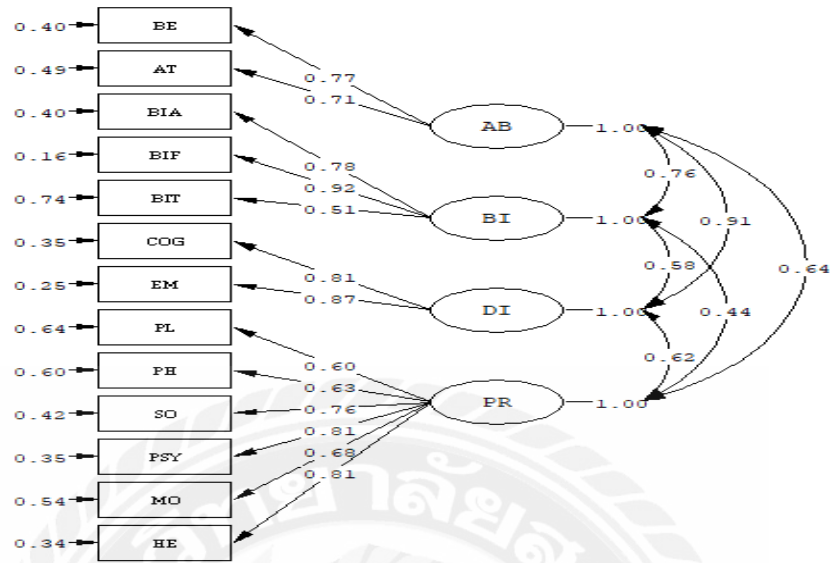 0.40 BE
0.49 AT
0.40 BIA
0.16 BIF
0.74 BIT
0.35 COG
0.25 EM
0.64 PL
0.60 PH
0.42 SO
0.35 PSY
0.54 MO
0.34 HE
0.77
0.71
0.78
0.92
0.51
0.81
0.87
0.60
0.63
0.76
0.81
0.68
0.81
AB 1.00
BI 1.00
DI 1.00
PR 1.00
0.76
0.91
0.58
0.64
0.44
0.62